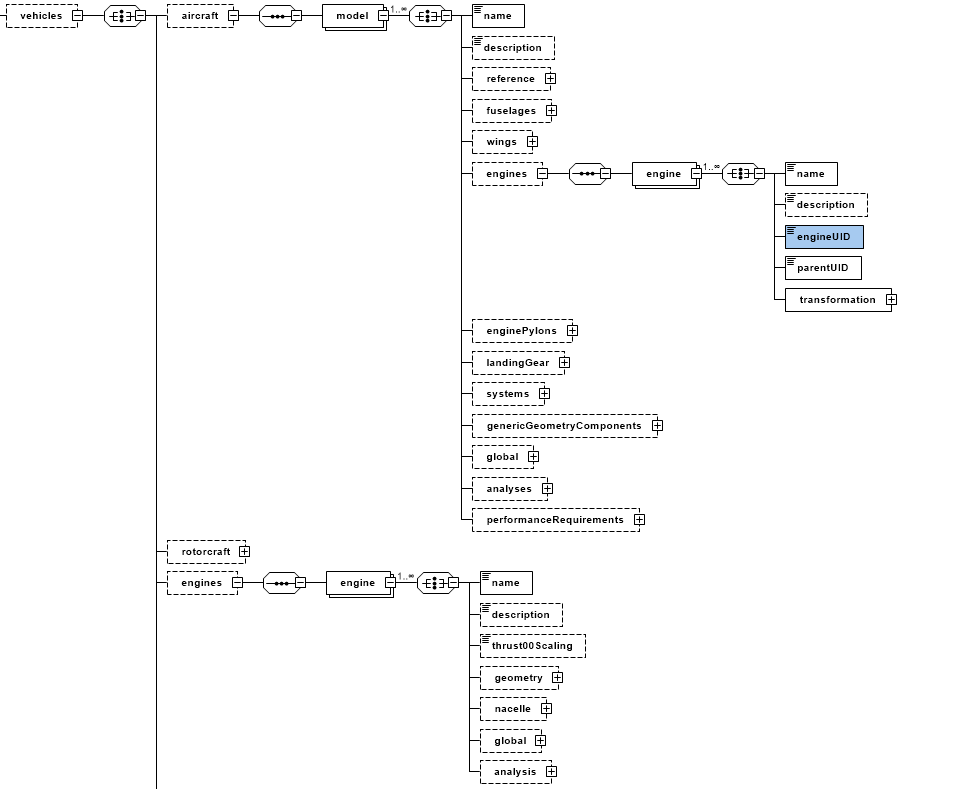 vehicles
aircraft
model
1..∞
name
description
reference
fuselages
wings
engines
engine
1..∞
name
description
engineUID
parentUID
transformation
enginePylons
landingGear
systems
genericGeometryComponents
global
analyses
performanceRequirements
rotorcraft
engines
engine
1..∞
name
description
thrust00Scaling
geometry
nacelle
global
analysis